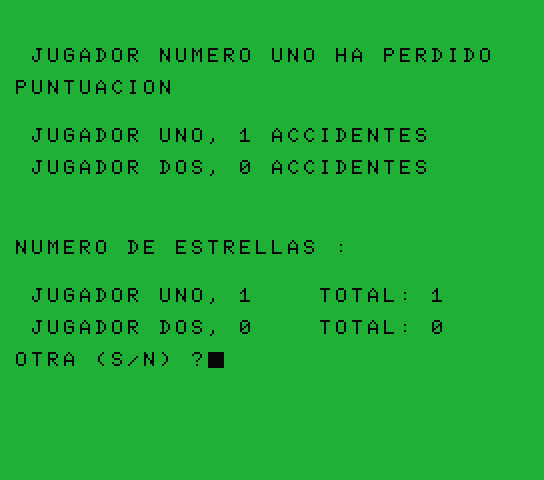 JUGADOR NUMERO UNO HA PERDIDO
PUNTUACION
JUGADOR UNO, 1 ACCIDENTES
JUGADOR DOS, 0 ACCIDENTES
NUMERO DE ESTRELLAS :
JUGADOR UNO, 1 TOTAL: 1
JUGADOR DOS, 0 TOTAL: 0
OTRA (S/N) ?